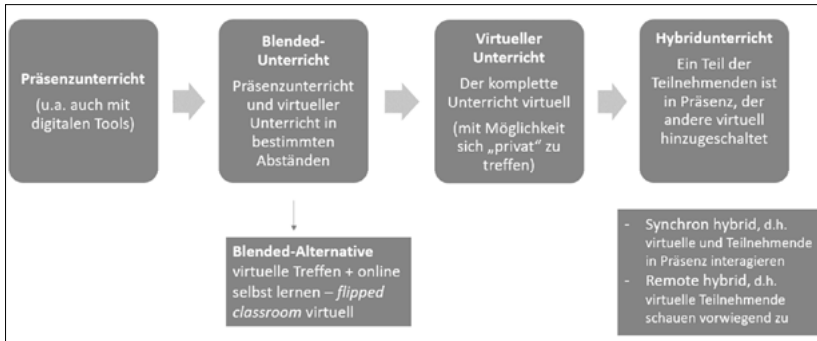 Präsenzunterricht
(u.a. auch mit
digitalen Tools)
Blended-
Unterricht
Präsenzunterricht
und virtueller
Unterricht in
bestimmten
Abständen
Virtueller
Unterricht
Der komplette
Unterricht virtuell
(mit Möglichkeit
sich „privat“ zu
treffen)
Hybridunterricht
Ein Teil der
Teilnehmenden ist
in Präsenz, der
andere virtuell
hinzugeschaltet
Blended-Alternative
virtuelle Treffen + online
selbst lernen – flipped
classroom virtuell
- Synchron hybrid, d.h.
virtuelle und Teilnehmende
in Präsenz interagieren
- Remote hybrid, d.h.
virtuelle Teilnehmende
schauen vorwiegend zu